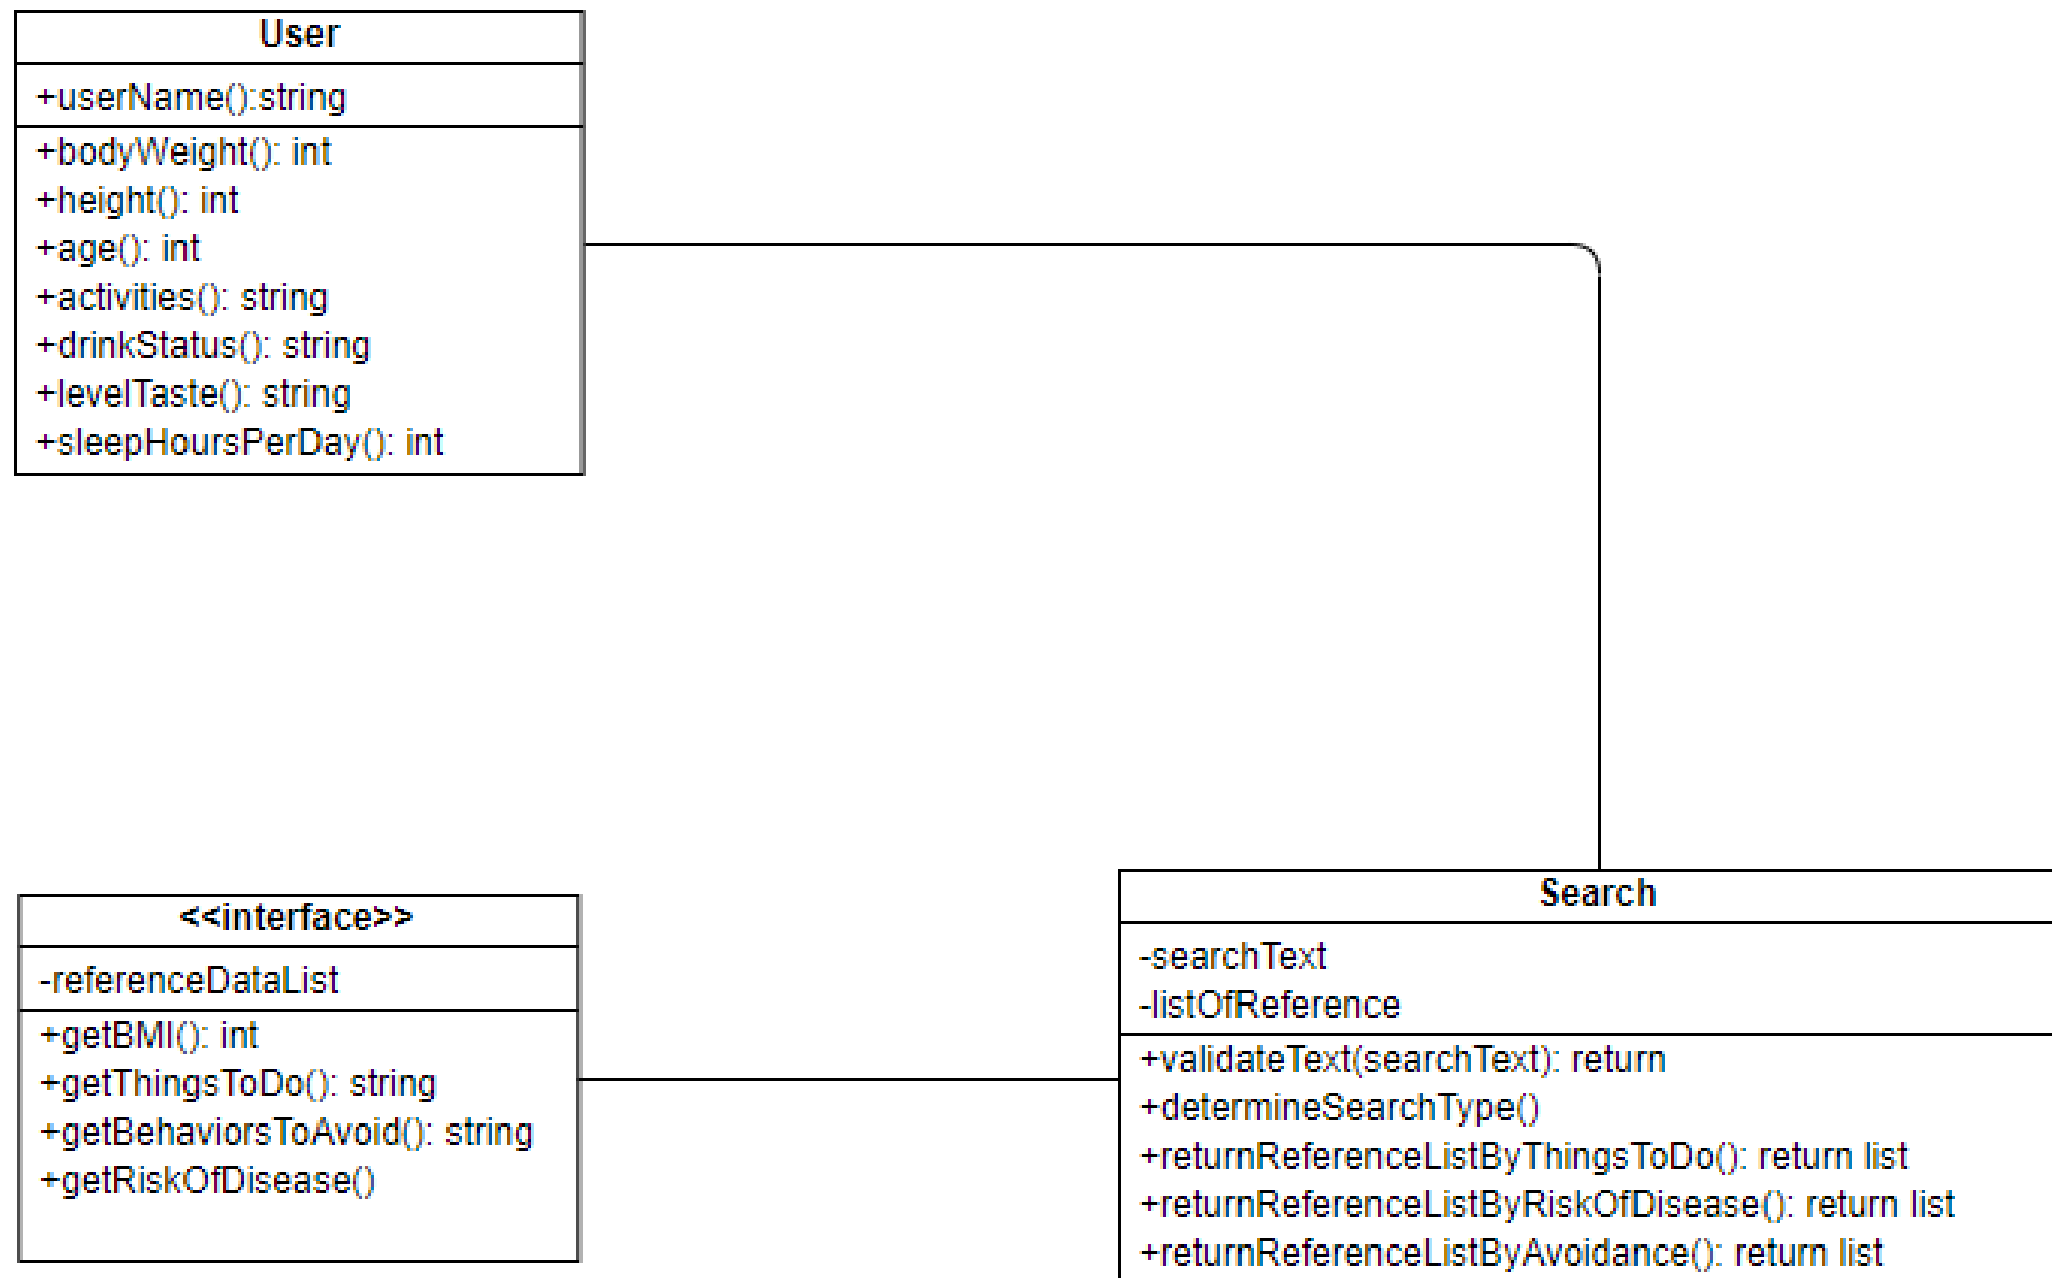 User
+userName():string
+bodyWeight(): int
+height(): int
+age(): int
+activities(): string
+drinkStatus(): string
+levelTaste(): string
+sleepHoursPerDay(): int
<<interface>>
-referenceDataList
+getBMI(): int
+getThingsToDo(): string
+getBehaviorsToAvoid(): string
+getRiskOfDisease()
Search
-searchText
-listOfReference
+validateText(searchText): return
+determineSearchType()
+returnReferenceListByThingsToDo(): return list
+returnReferenceListByRiskOfDisease(): return list
+returnReferenceListByAvoidance(): return list